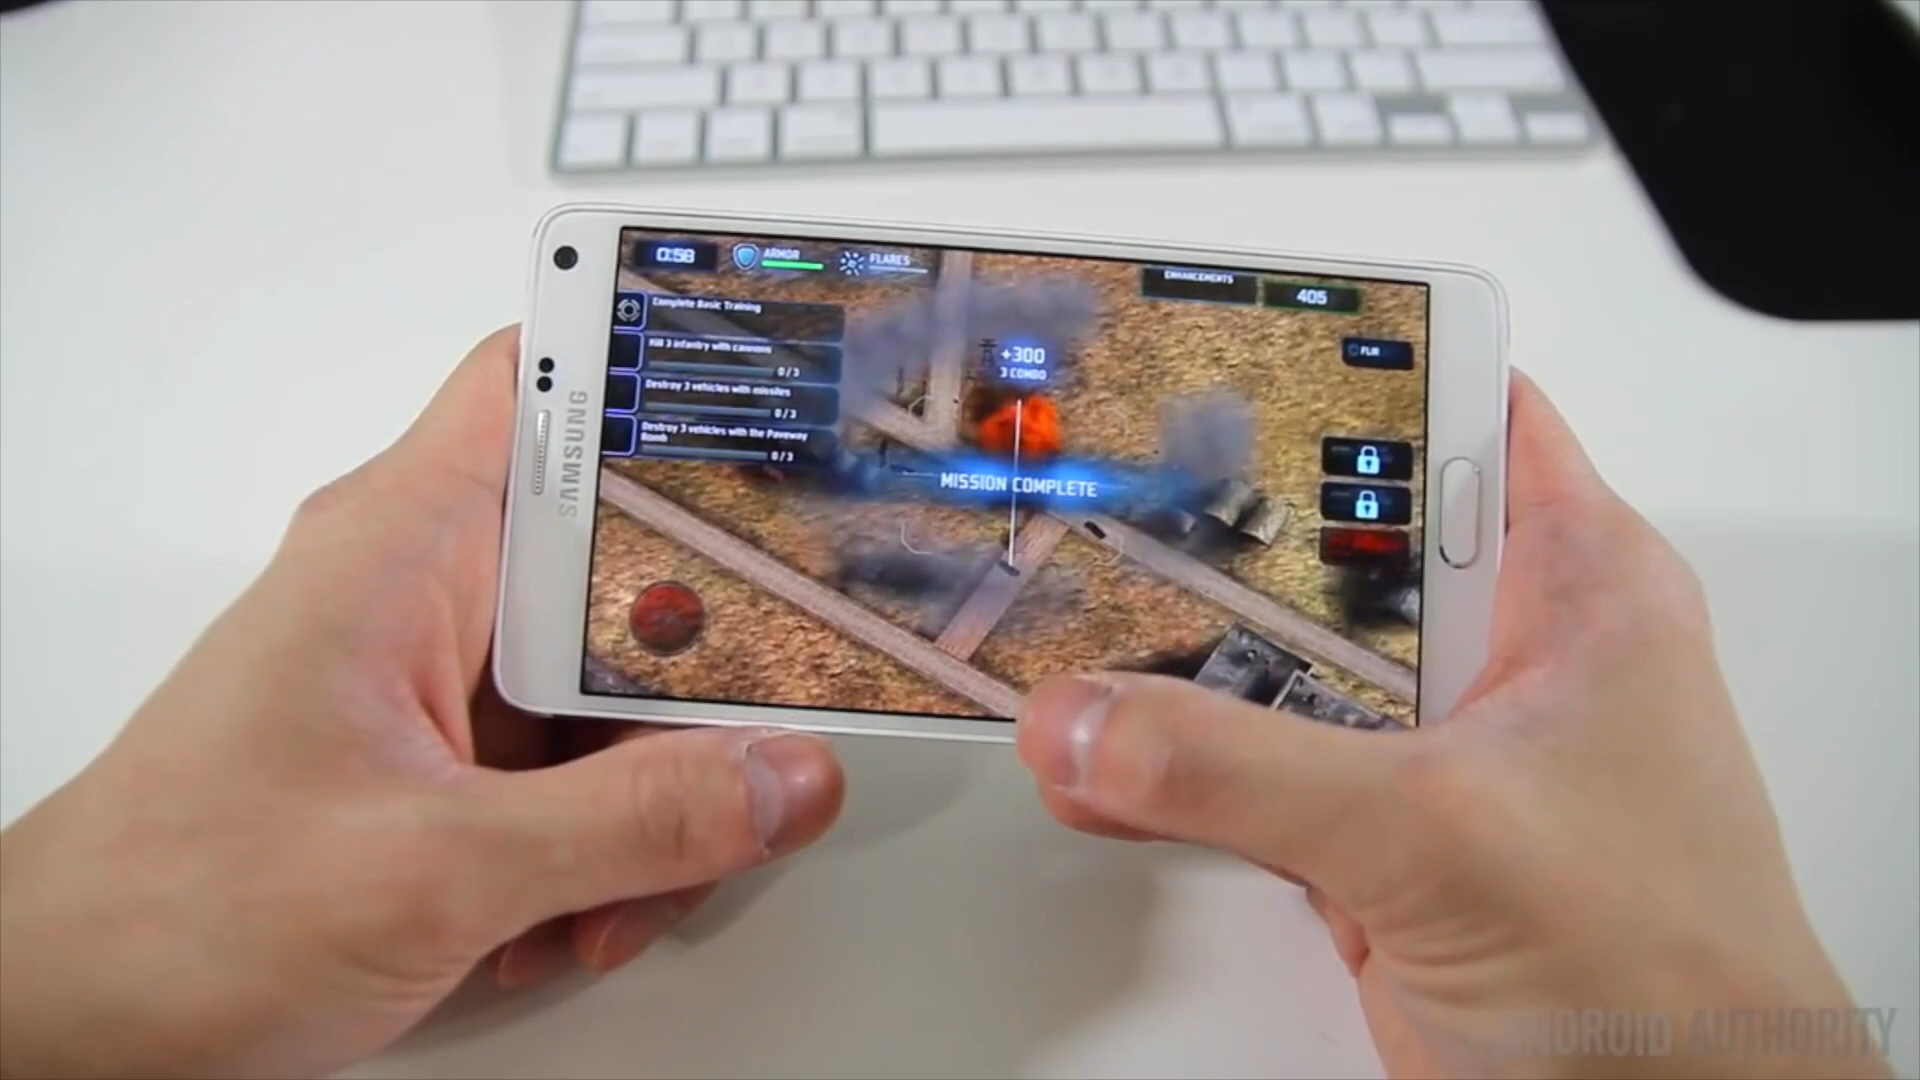 0:58
ARMOR
FLARES
ENHANCEMENTS
405
Complete Basic Training
Kill 3 infantry with cannons
0/3
Destroy 3 vehicles with missiles
0/3
Destroy 3 vehicles with the Paveway
Bomb
0/3
+300
3 COMBO
FLIR
MISSION COMPLETE
SAMSUNG
ANDROID AUTHORITY